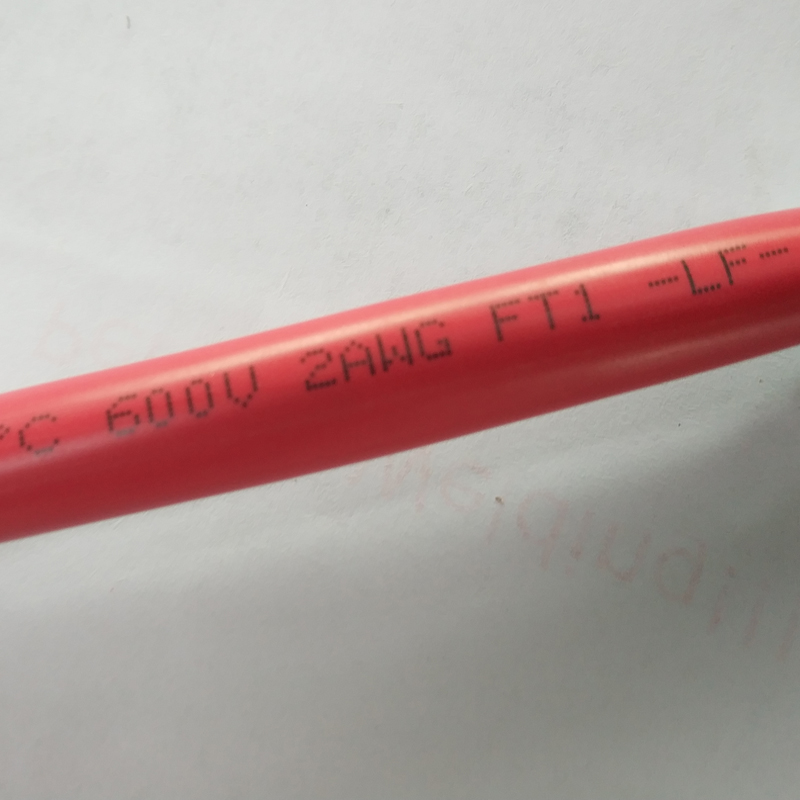 °C 600V 2AWG FT1 -LF-